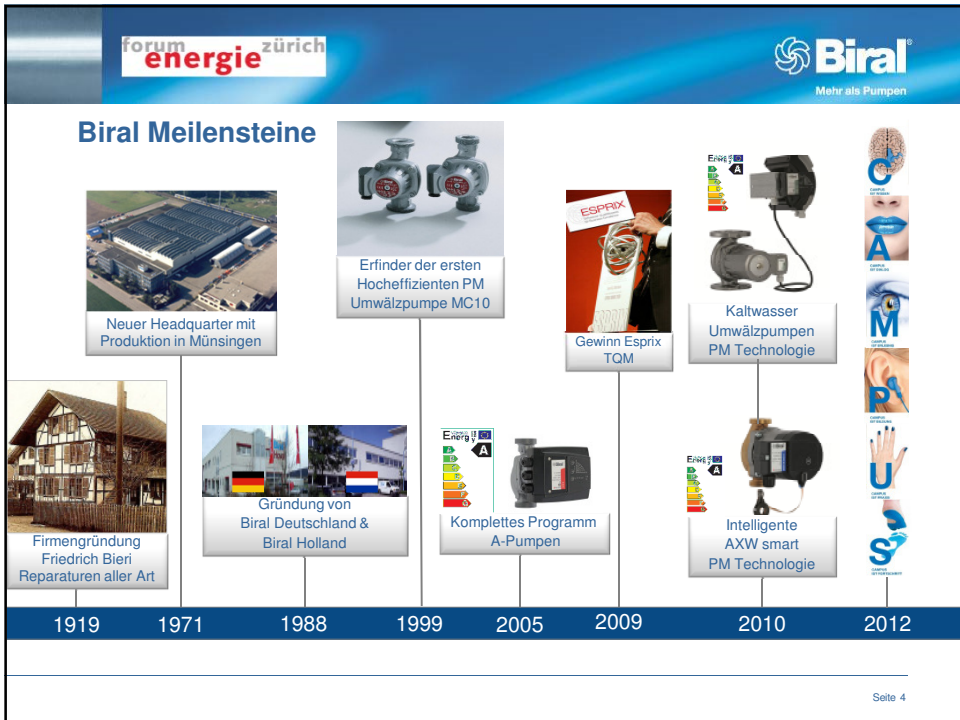 forum energie zürich
Biral®
Mehr als Pumpen
Biral Meilensteine
Neuer Headquarter mit
Produktion in Münsingen
Erfinder der ersten
Hocheffizienten PM
Umwälzpumpe MC10
ESPRIX
Gewinn Esprix
TQM
Energy
A
Kaltwasser
Umwälzpumpen
PM Technologie
Firmengründung
Friedrich Bieri
Reparaturen aller Art
Gründung von
Biral Deutschland &
Biral Holland
Energy
A
Komplettes Programm
A-Pumpen
Energy
A
Intelligente
AXW smart
PM Technologie
C
A
M
P
U
S
1919 1971 1988 1999 2005 2009 2010 2012
Seite 4